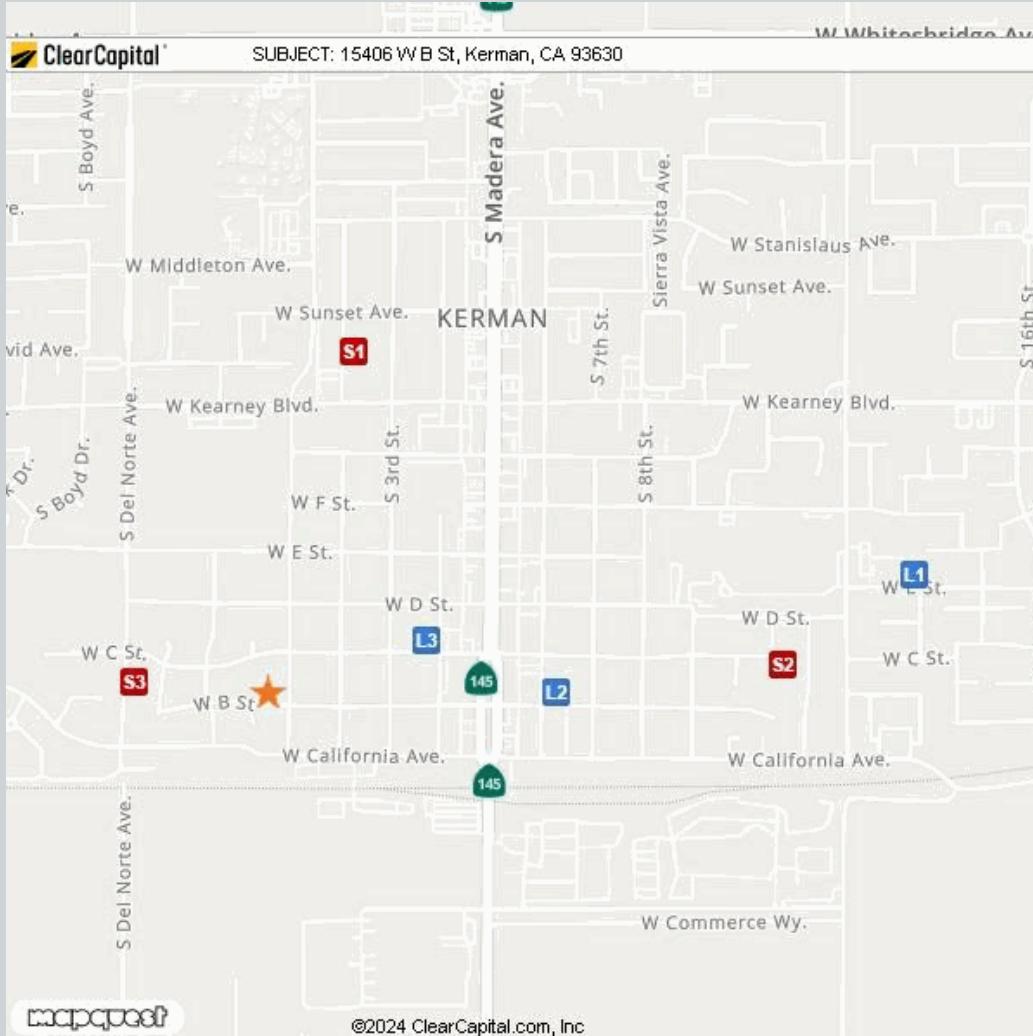 W Whitesbridge Av
ClearCapital
SUBJECT: 15406 W B St, Kerman, CA 93630
S Boyd Ave.
S Madera Ave.
Sierra Vista Ave.
W Stanislaus Ave.
W Middleton Ave.
W Sunset Ave.
S 16th St
W Sunset Ave.
KERMAN
S 7th St.
vid Ave.
S1
W Kearney Blvd.
W Kearney Blvd.
S Del Norte Ave.
S 3rd St.
S 8th St.
S Boyd Dr.
Dr.
W F St.
W E St.
L1
W E St.
W D St.
W D St.
L3
W C St.
S2
W C St.
S3
145
L2
W B St
W California Ave.
W California Ave.
145
S Del Norte Ave.
W Commerce Wy.
mapquest
©2024 ClearCapital.com, Inc